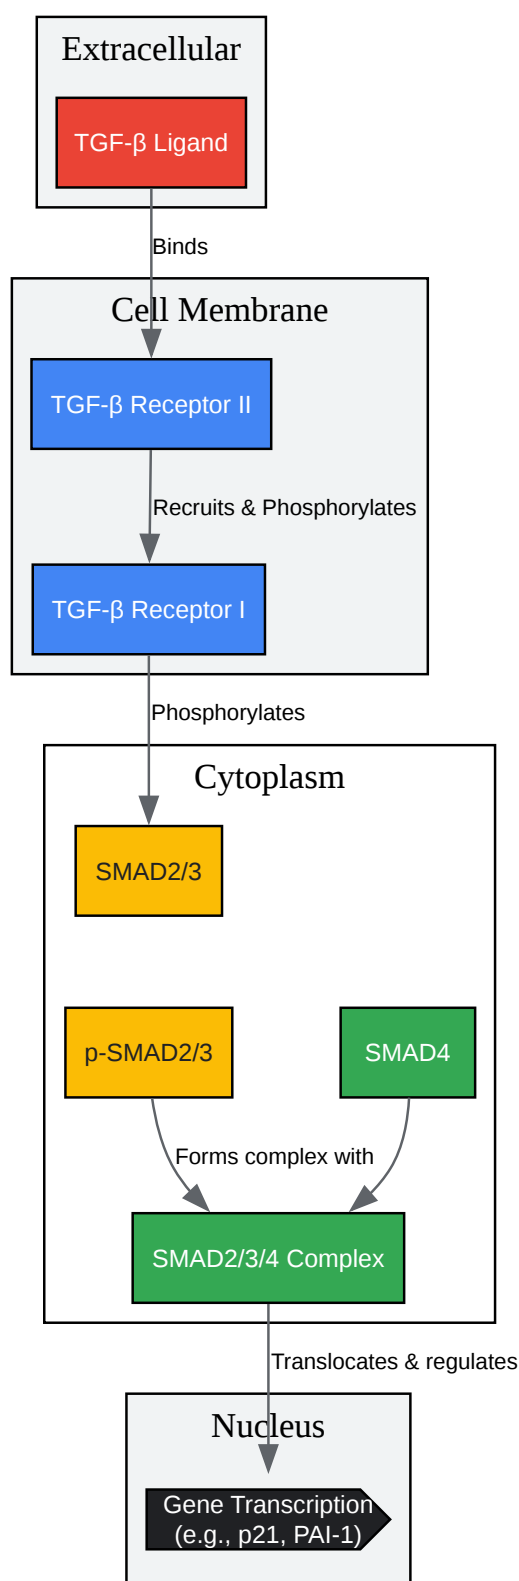 Extracellular
TGF-β Ligand
Binds
Cell Membrane
TGF-β Receptor II
Recruits & Phosphorylates
TGF-β Receptor I
Phosphorylates
Cytoplasm
SMAD2/3
p-SMAD2/3
SMAD4
Forms complex with
SMAD2/3/4 Complex
Translocates & regulates
Nucleus
Gene Transcription
(e.g., p21, PAI-1)